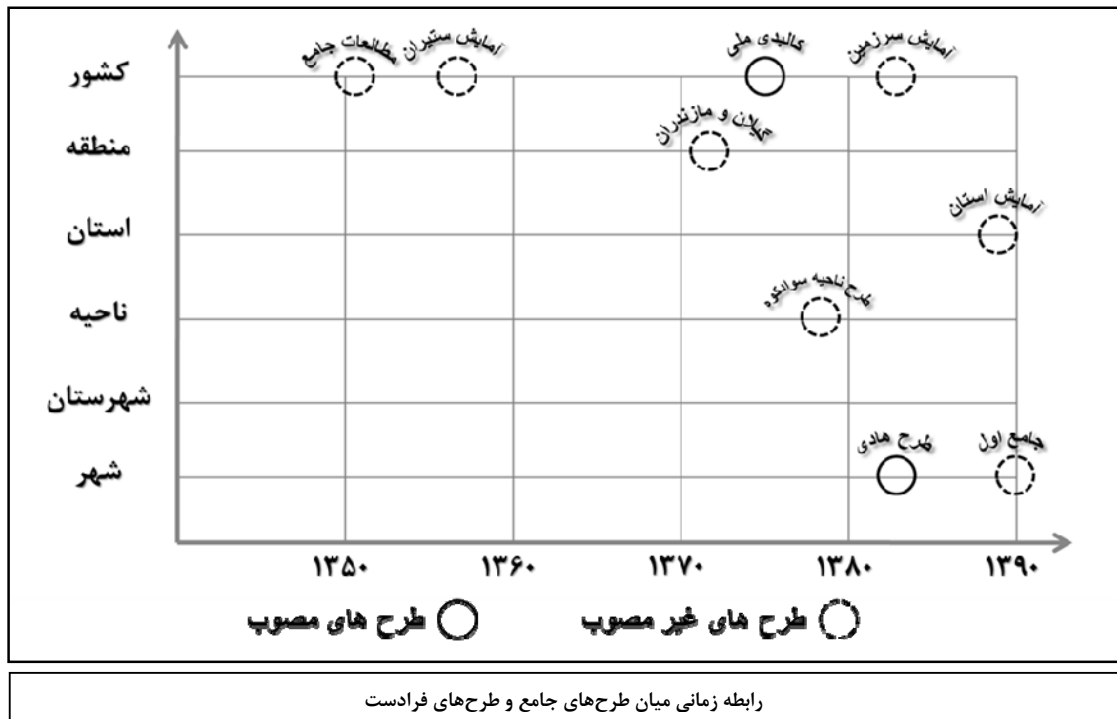 مطالعات جامع
آمایش ستیران
کالبدی ملی
آمایش سرزمین
کشور
گیلان و مازندران
منطقه
آمایش استان
استان
طرح ناحیه سوادکوه
ناحیه
شهرستان
طرح هادی
جامع اول
شهر
۱۳۵۰
۱۳۶۰
۱۳۷۰
۱۳۸۰
۱۳۹۰
طرح های غیر مصوب
طرح های مصوب
رابطه زمانی میان طرح‌های جامع و طرح‌های فرادست